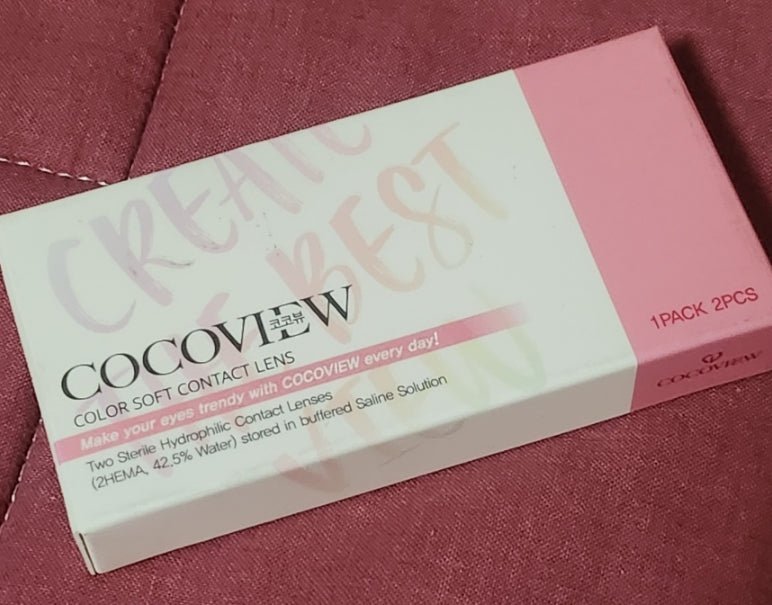 CREATE
THE BEST
VIEW
COCOVIEW
코코뷰
COLOR SOFT CONTACT LENS
Make your eyes trendy with COCOVIEW every day!
Two Sterile Hydrophilic Contact Lenses
(2HEMA, 42.5% Water) stored in buffered Saline Solution
1PACK 2PCS
COCOVIEW